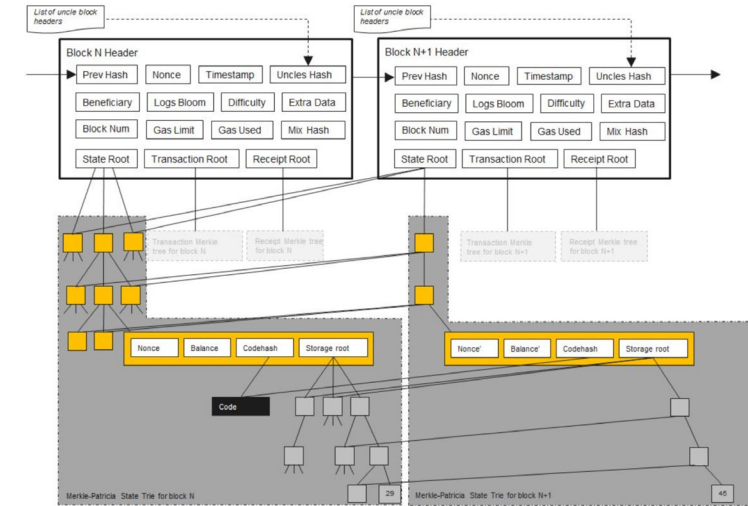 List of uncle block
headers
List of uncle block
headers
Block N Header
Prev Hash
Nonce
Timestamp
Uncles Hash
Beneficiary
Logs Bloom
Difficulty
Extra Data
Block Num
Gas Limit
Gas Used
Mix Hash
State Root
Transaction Root
Receipt Root
Block N+1 Header
Prev Hash
Nonce
Timestamp
Uncles Hash
Beneficiary
Logs Bloom
Difficulty
Extra Data
Block Num
Gas Limit
Gas Used
Mix Hash
State Root
Transaction Root
Receipt Root
Transaction Merkle
tree for block N
Receipt Merkle tree
for block N
Transaction Merkle
tree for block N+1
Receipt Merkle tree
for block N+1
Nonce
Balance
Codehash
Storage root
Nonce'
Balance'
Codehash
Storage root
Code
29
45
Merkle-Patricia State Trie for block N
Merkle-Patricia State Trie for block N+1